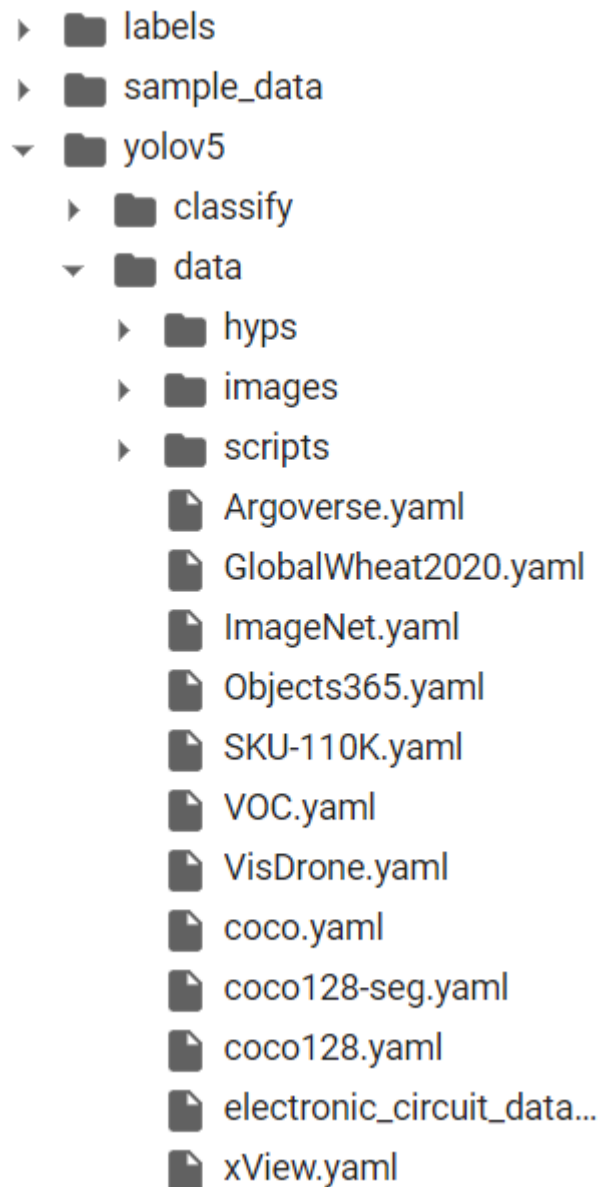 labels
sample_data
yolov5
classify
data
hyps
images
scripts
Argoverse.yaml
GlobalWheat2020.yaml
ImageNet.yaml
Objects365.yaml
SKU-110K.yaml
VOC.yaml
VisDrone.yaml
coco.yaml
coco128-seg.yaml
coco128.yaml
electronic_circuit_data...
xView.yaml